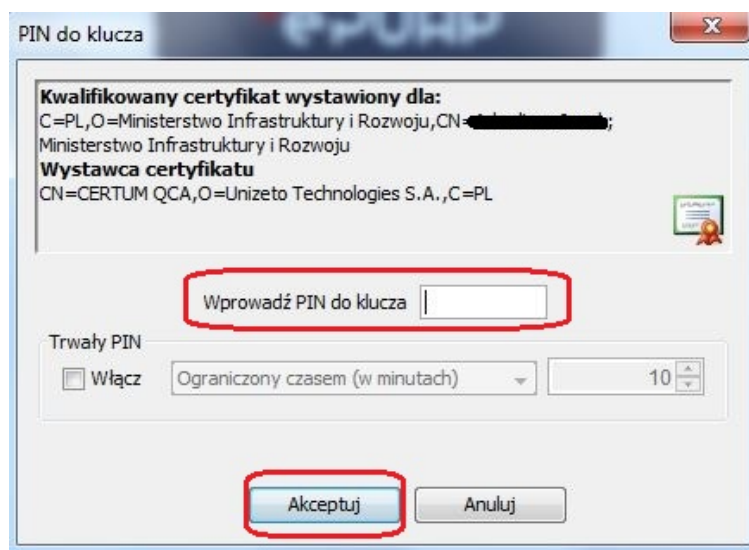 PIN do klucza
ePUAP
Kwalifikowany certyfikat wystawiony dla:
C=PL,O=Ministerstwo Infrastruktury i Rozwoju,CN= ;
Ministerstwo Infrastruktury i Rozwoju
Wystawca certyfikatu
CN=CERTUM QCA,O=Unizeto Technologies S.A.,C=PL
Wprowadź PIN do klucza
Trwały PIN
Włącz Ograniczony czasem (w minutach) 10
Akceptuj Anuluj